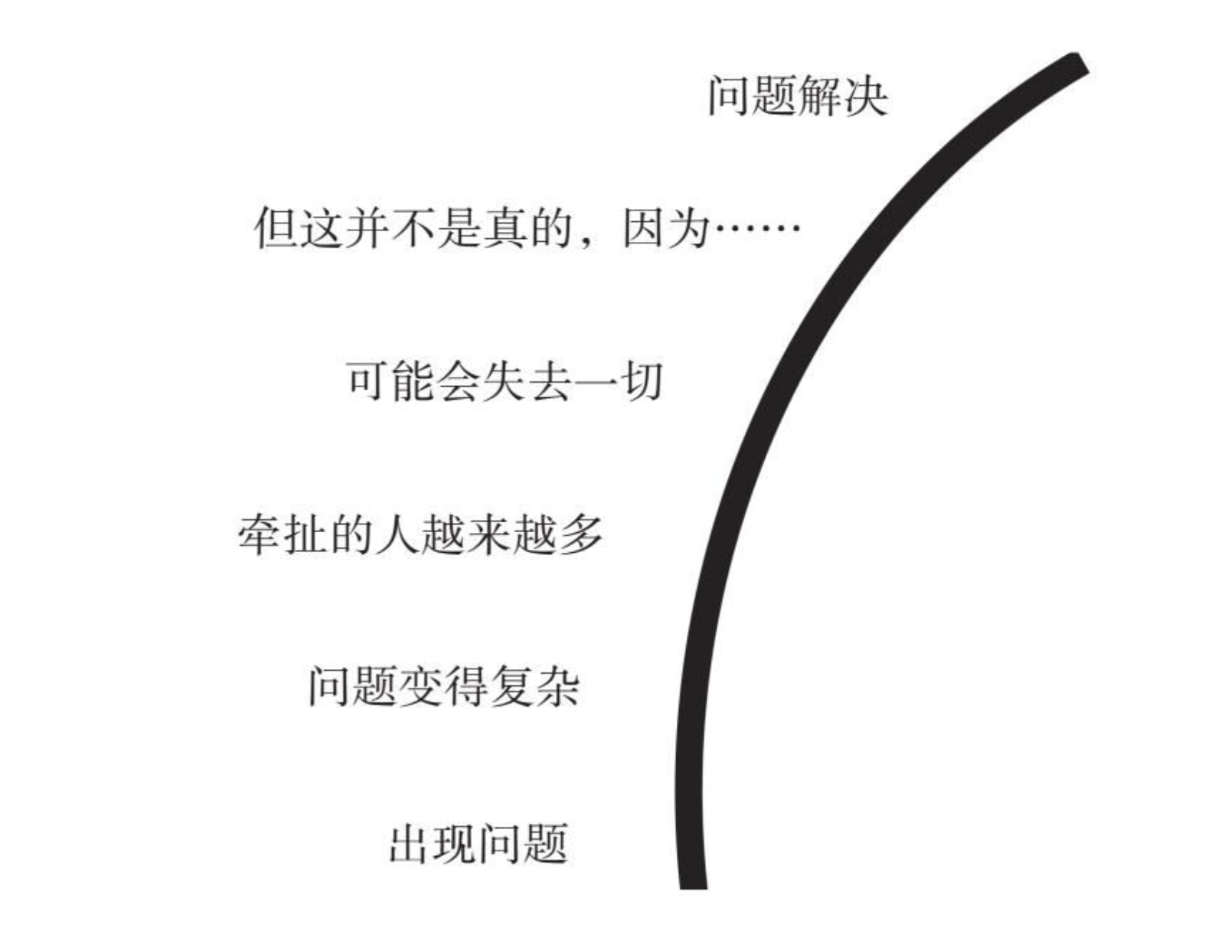 问题解决
但这并不是真的，因为……
可能会失去一切
牵扯的人越来越多
问题变得复杂
出现问题